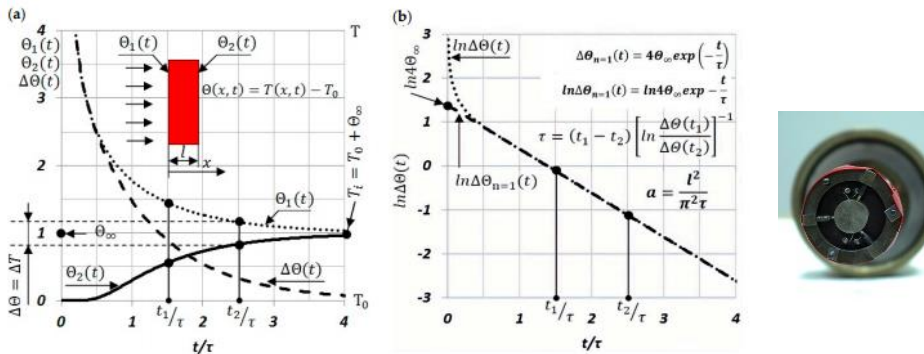 (a)
4
3
2
1
0
Θ₁(t)
Θ₂(t)
ΔΘ(t)
Θ₁(t)
Θ₂(t)
Θ(x, t) = T(x, t) − T₀
l
x
T
Tᵢ = T₀ + Θ∞
T₀
Θ₁(t)
Θ∞
ΔΘ = ΔT
Θ₂(t)
ΔΘ(t)
0
1
t₁/τ
2
t₂/τ
3
4
t/τ
(b)
ln4Θ∞
lnΔΘ(t)
3
2
1
0
-1
-2
-3
lnΔΘ(t)
ΔΘₙ₌₁(t) = 4Θ∞exp(−t/τ)
lnΔΘₙ₌₁(t) = ln4Θ∞exp − t/τ
τ = (t₁ − t₂) [ln ΔΘ(t₁)/ΔΘ(t₂)]⁻¹
lnΔΘₙ₌₁(t)
a = l²/π²τ
0
1
t₁/τ
2
t₂/τ
3
4
t/τ